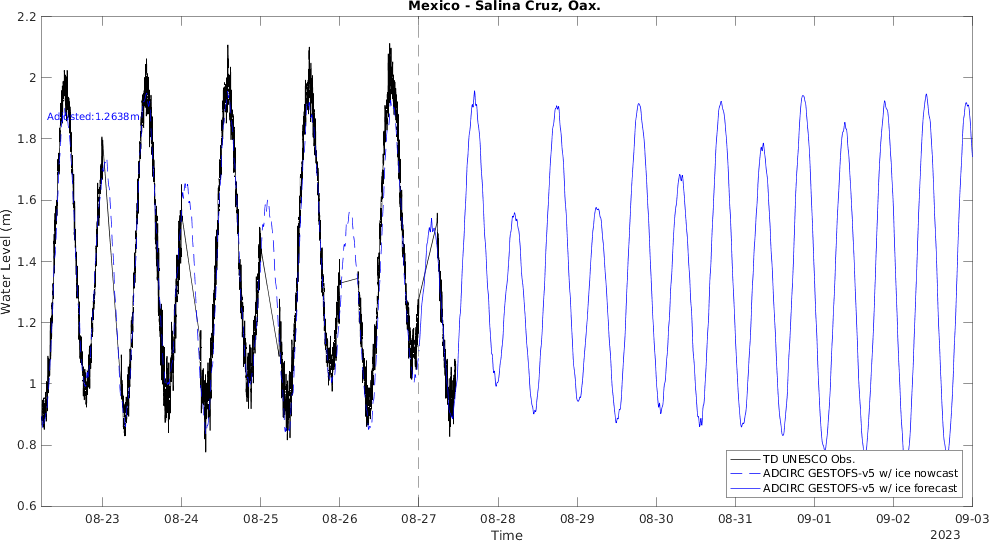 Mexico - Salina Cruz, Oax.
2.2
2
1.8
1.6
1.4
1.2
1
0.8
0.6
Water Level (m)
Adjusted:1.2638m
TD UNESCO Obs.
ADCIRC GESTOFS-v5 w/ ice nowcast
ADCIRC GESTOFS-v5 w/ ice forecast
08-23 08-24 08-25 08-26 08-27 08-28 08-29 08-30 08-31 09-01 09-02 09-03
Time
2023